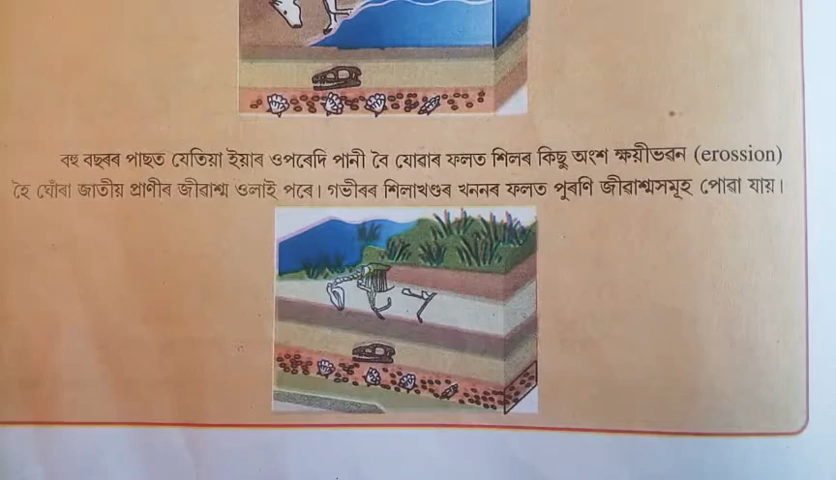 বহু বছৰৰ পাছত যেতিয়া ইয়াৰ ওপৰেদি পানী বৈ যোৱাৰ ফলত শিলৰ কিছু অংশ ক্ষয়ীভৱন (erossion)
হৈ ঘোঁৰা জাতীয় প্ৰাণীৰ জীৱাশ্ম ওলাই পৰে। গভীৰৰ শিলাখণ্ডৰ খননৰ ফলত পুৰণি জীৱাশ্মসমূহ পোৱা যায়।